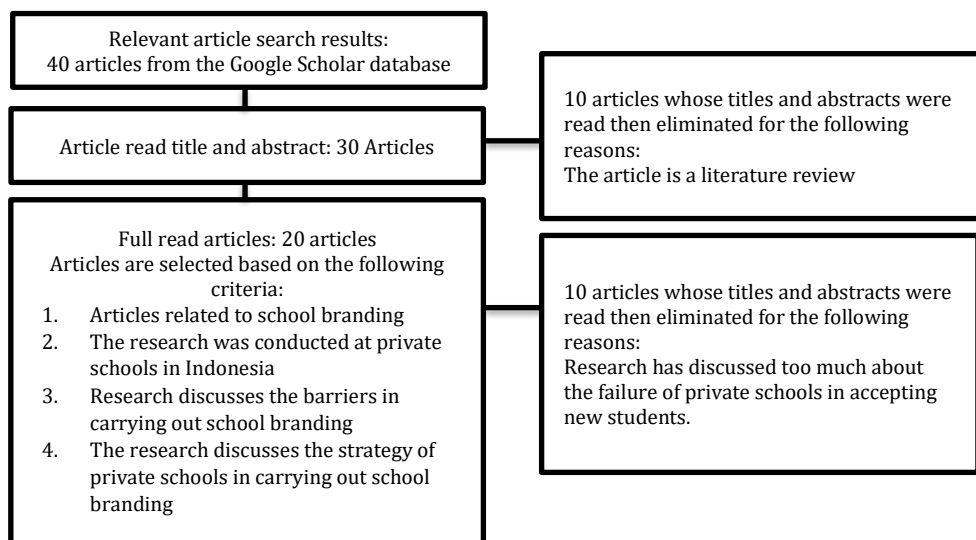 Relevant article search results:
40 articles from the Google Scholar database
Article read title and abstract: 30 Articles
10 articles whose titles and abstracts were
read then eliminated for the following
reasons:
The article is a literature review
Full read articles: 20 articles
Articles are selected based on the following
criteria:
1. Articles related to school branding
2. The research was conducted at private
schools in Indonesia
3. Research discusses the barriers in
carrying out school branding
4. The research discusses the strategy of
private schools in carrying out school
branding
10 articles whose titles and abstracts were
read then eliminated for the following
reasons:
Research has discussed too much about
the failure of private schools in accepting
new students.